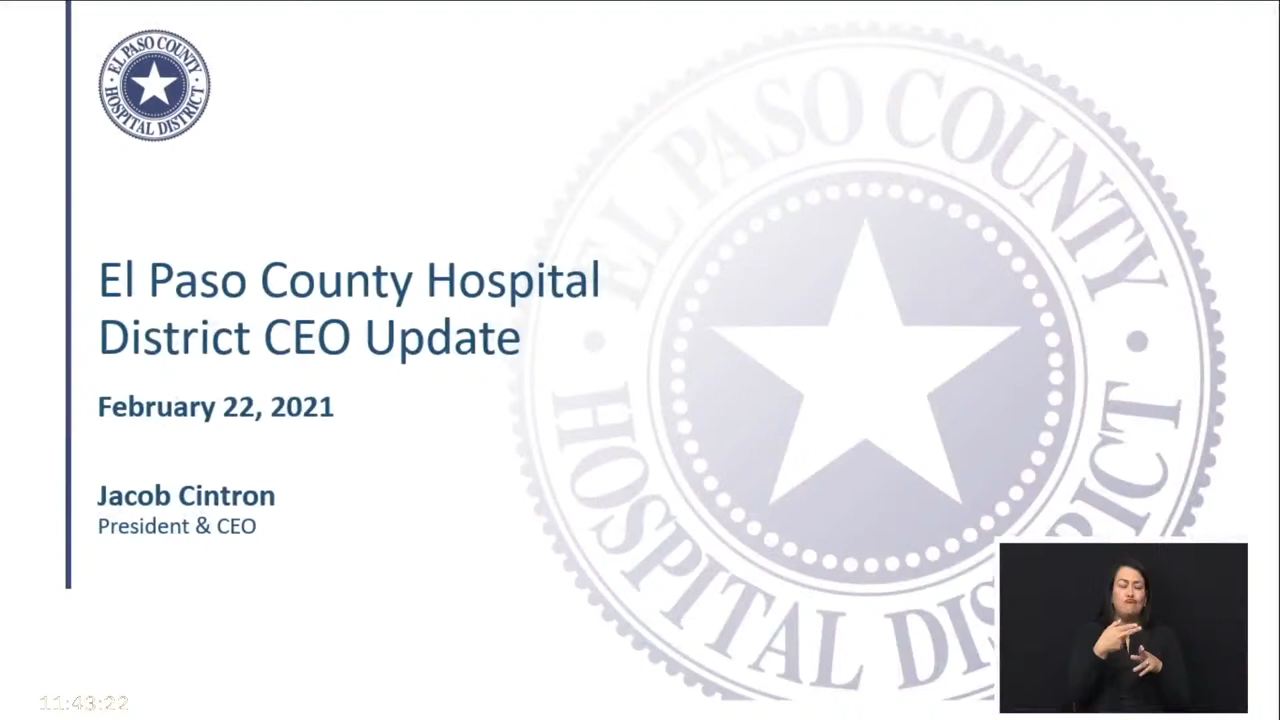 EL PASO COUNTY
HOSPITAL DISTRICT
EL PASO COUNTY
HOSPITAL DISTRICT
El Paso County Hospital
District CEO Update
February 22, 2021
Jacob Cintron
President & CEO
11:43:22